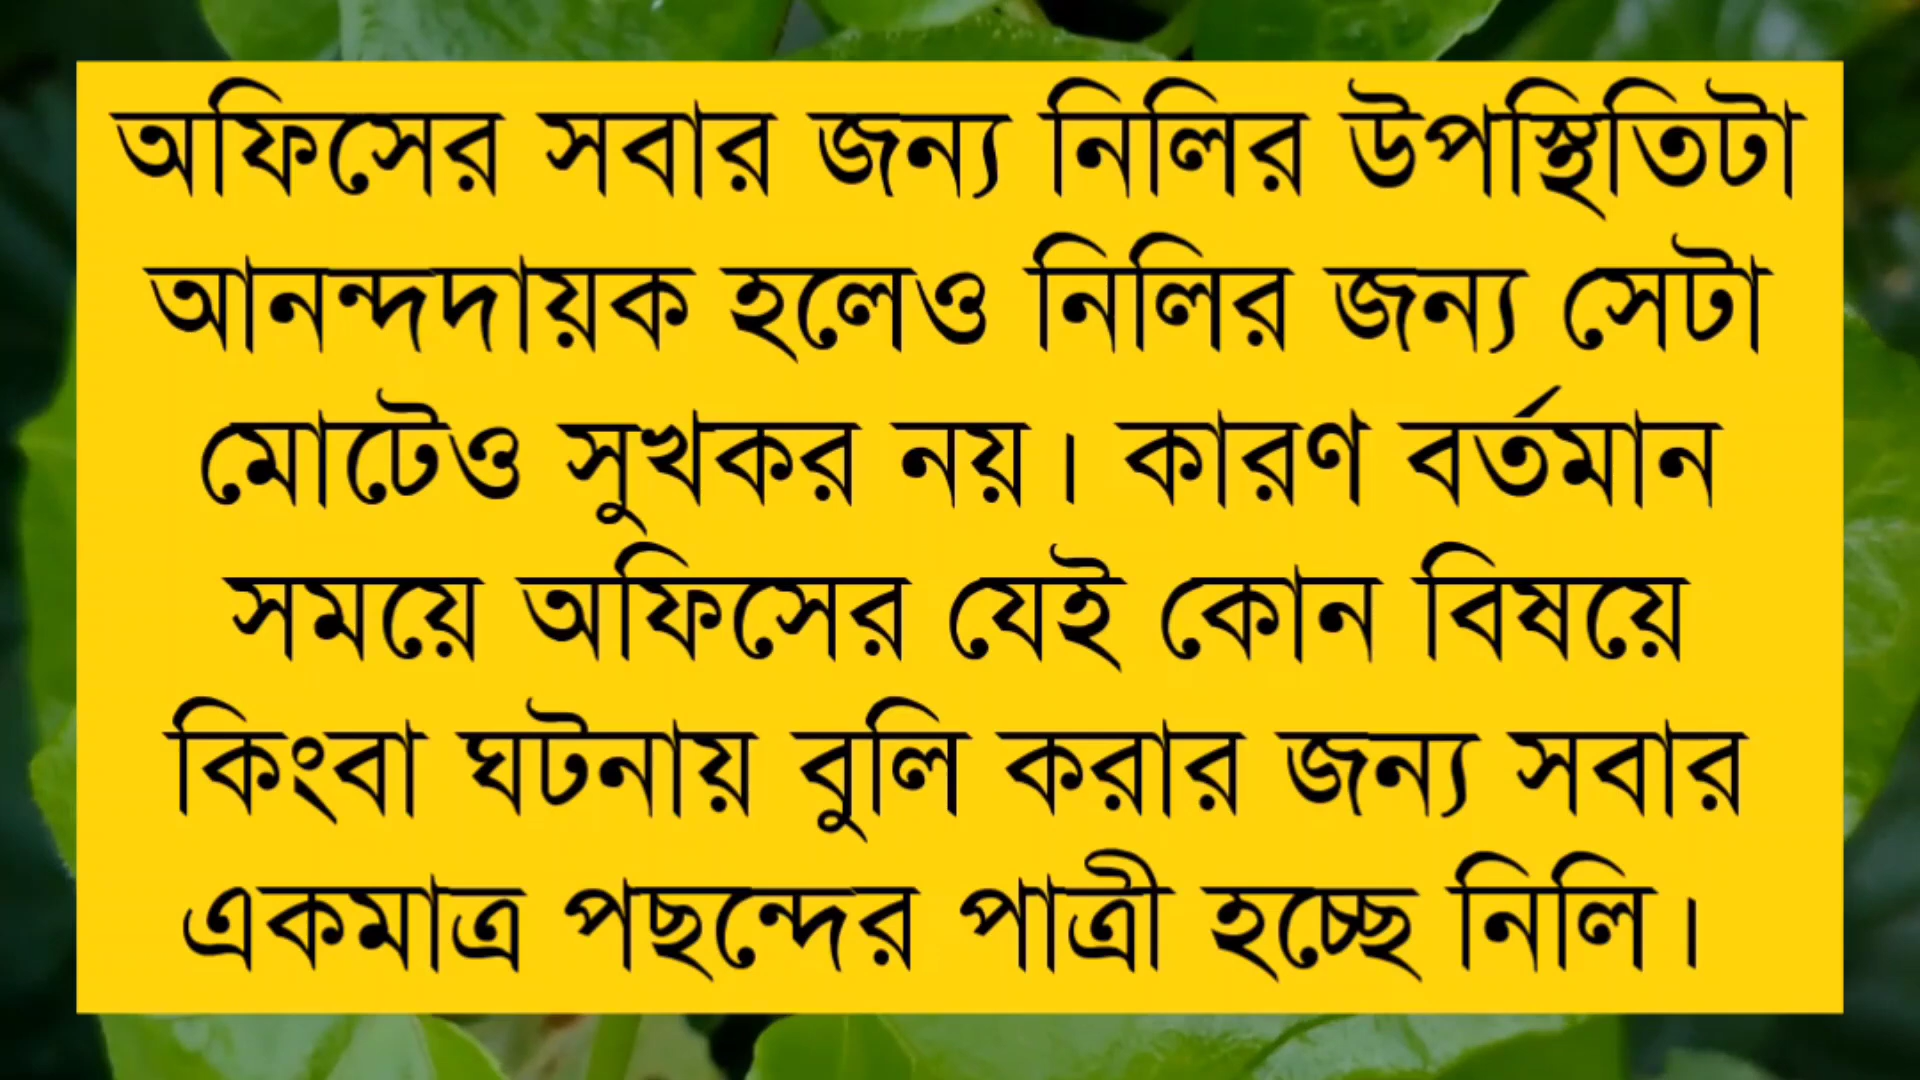 অফিসের সবার জন্য নিলির উপস্থিতিটা
আনন্দদায়ক হলেও নিলির জন্য সেটা
মোটেও সুখকর নয়। কারণ বর্তমান
সময়ে অফিসের যেই কোন বিষয়ে
কিংবা ঘটনায় বুলি করার জন্য সবার
একমাত্র পছন্দের পাত্রী হচ্ছে নিলি।